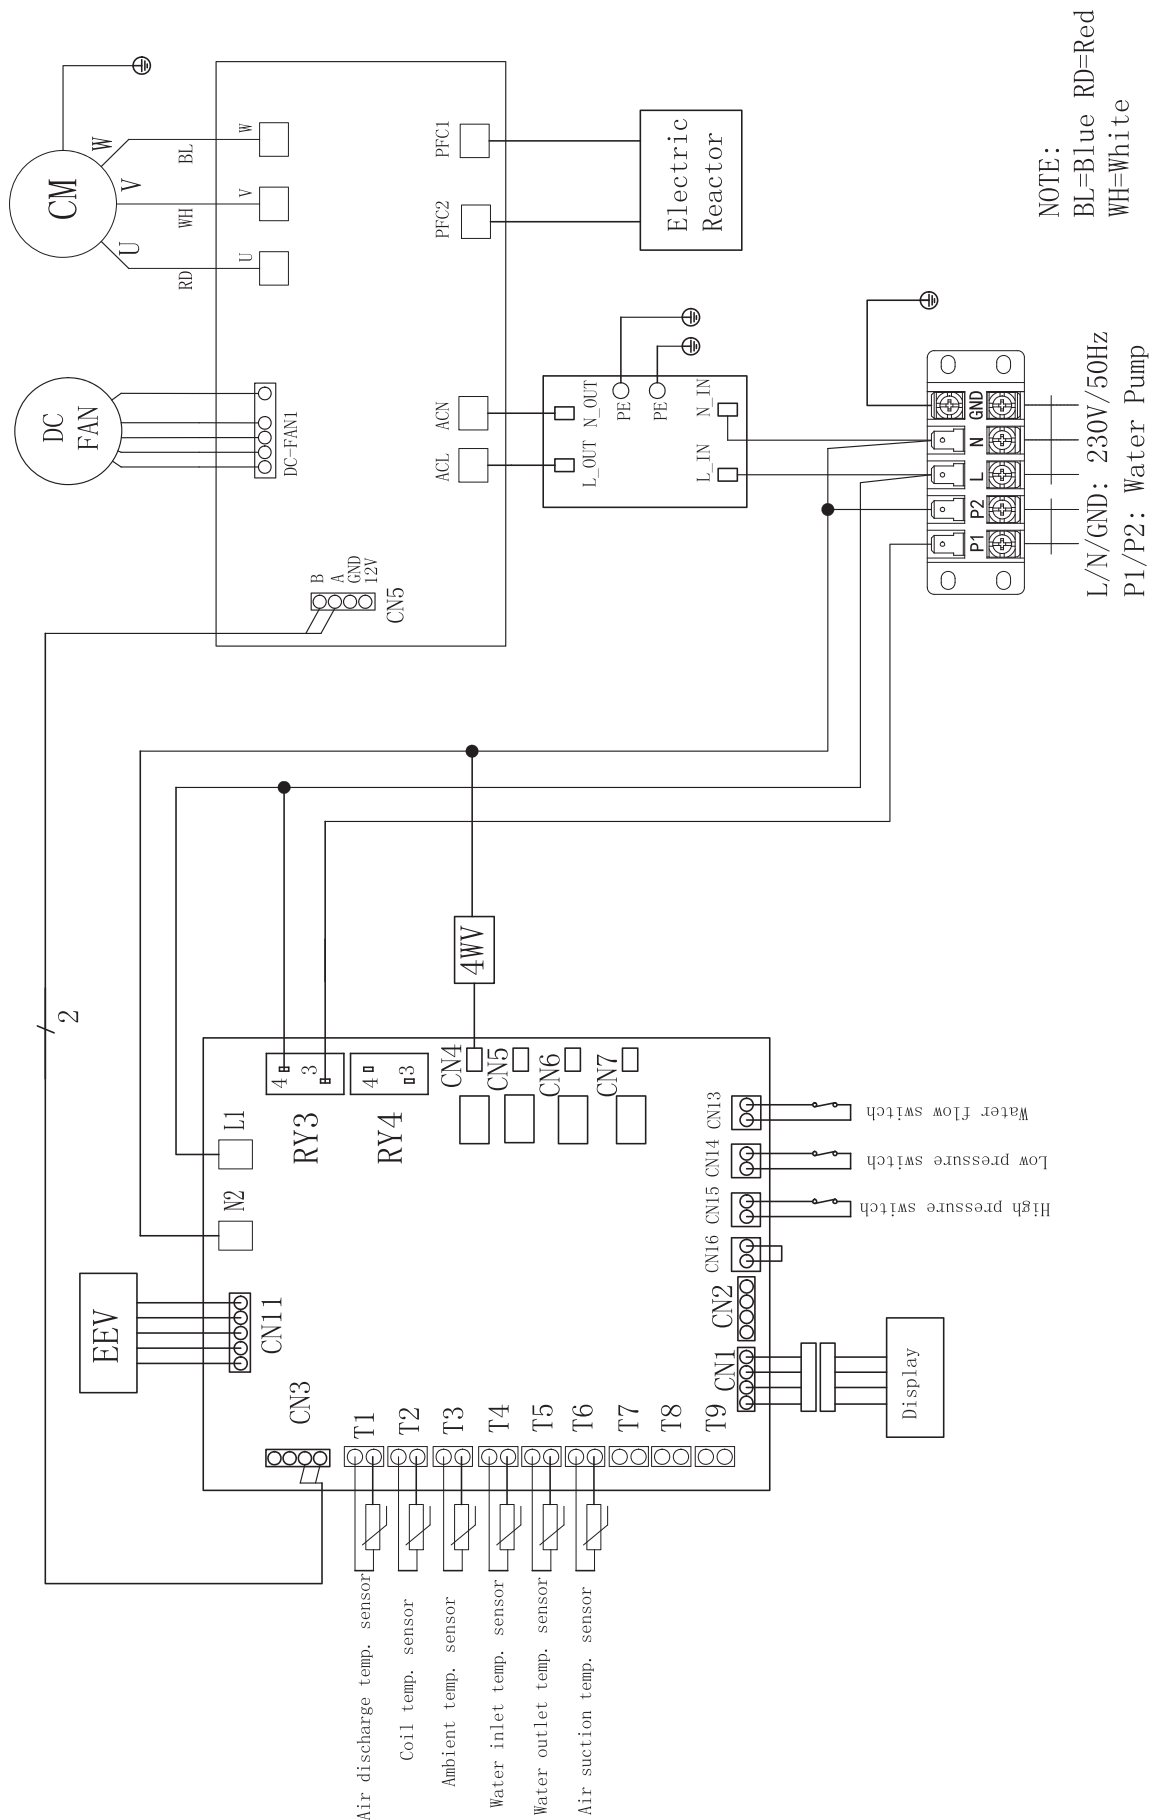 CM
U
V
W
RD
WH
BL
U
V
W
DC
FAN
DC-FAN1
PFC2
PFC1
Electric
Reactor
ACL
ACN
L_OUT
N_OUT
PE
PE
L_IN
N_IN
B
A
GND
12V
CN5
P1
P2
L
N
GND
L/N/GND: 230V/50Hz
P1/P2: Water Pump
NOTE:
BL=Blue RD=Red
WH=White
2
4WV
EEV
CN11
CN3
N2
L1
RY3
4
3
RY4
4
3
CN4
CN5
CN6
CN7
T1
T2
T3
T4
T5
T6
T7
T8
T9
CN1
CN2
CN16
CN15
CN14
CN13
Water flow switch
Low pressure switch
High pressure switch
Display
Air discharge temp. sensor
Coil temp. sensor
Ambient temp. sensor
Water inlet temp. sensor
Water outlet temp. sensor
Air suction temp. sensor